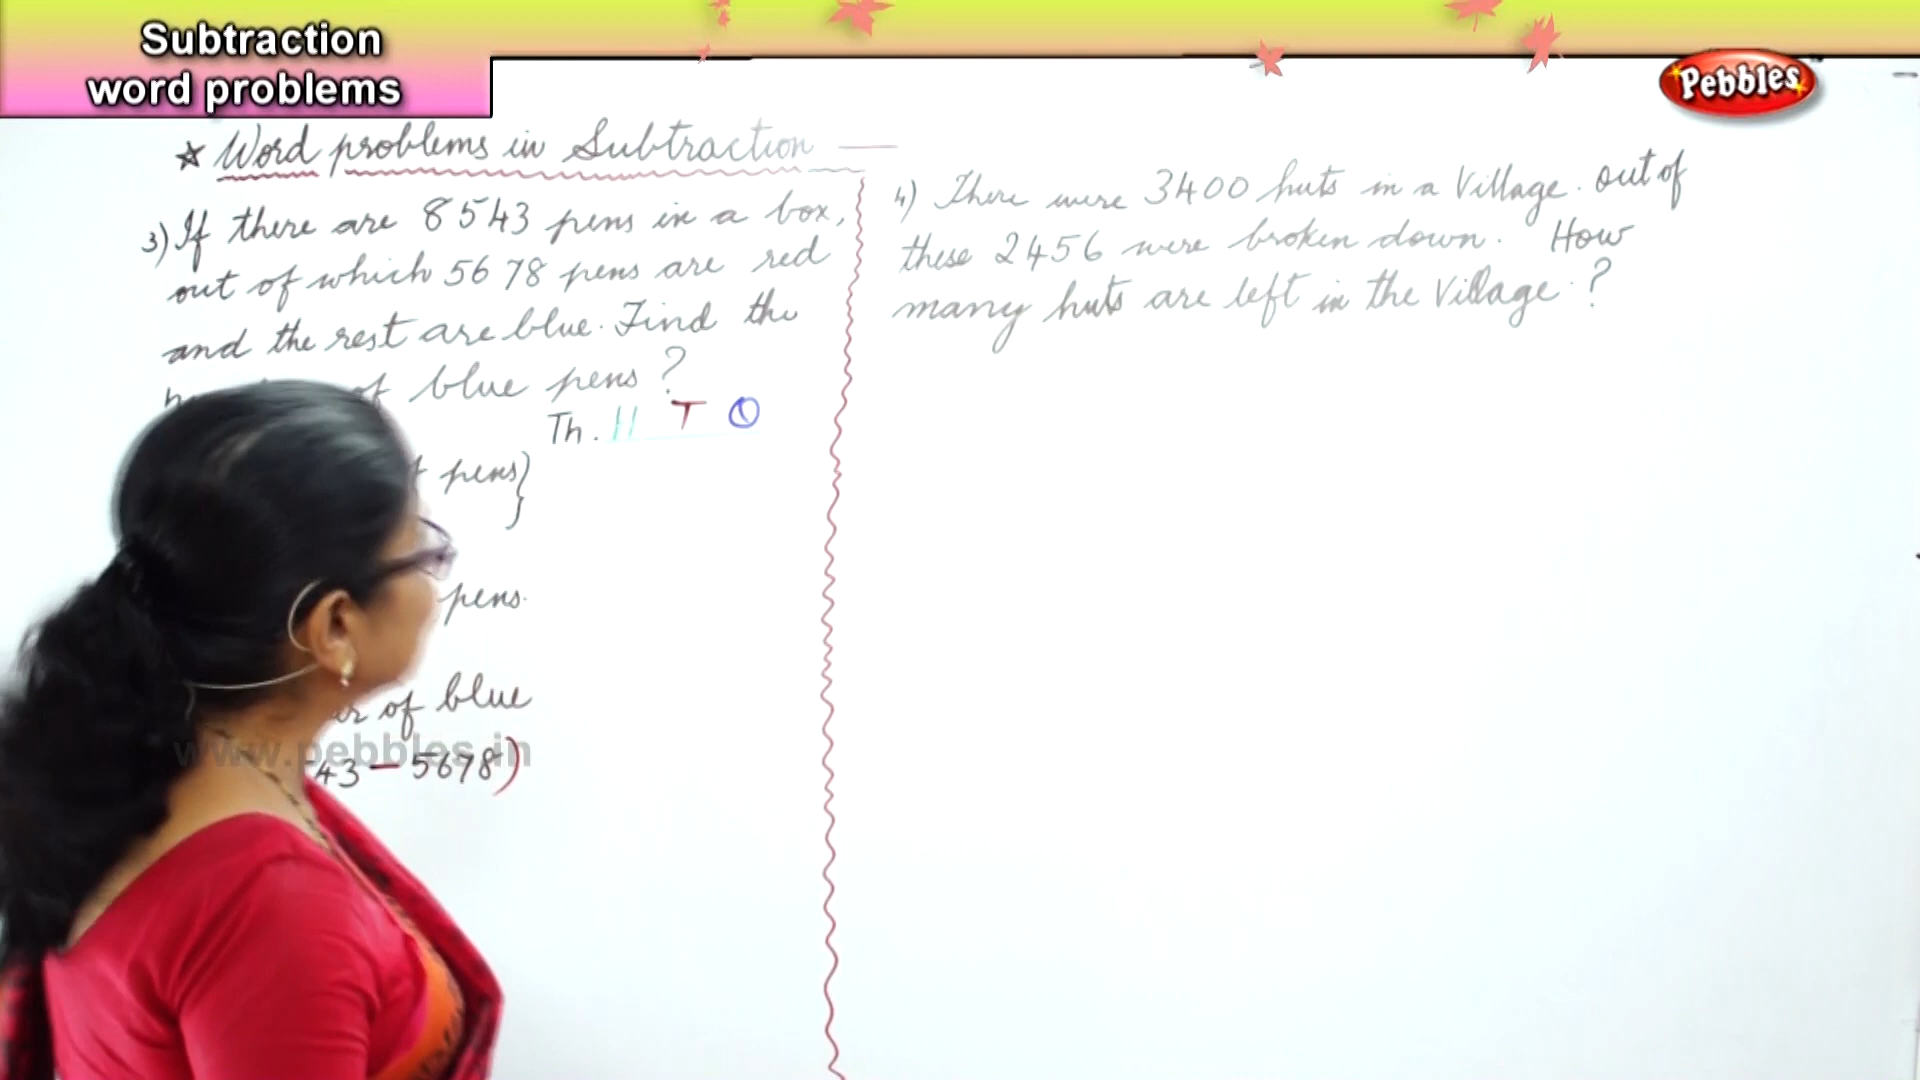 Subtraction
word problems
Pebbles
★ Word problems in Subtraction
3) If there are 8543 pens in a box,
out of which 5678 pens are red
and the rest are blue. Find the
of blue pens ?
Th. H T O
pens}
pens.
of blue
43 - 5678)
www.pebbles.in
4) There were 3400 huts in a Village. out of
these 2456 were broken down. How
many huts are left in the Village. ?